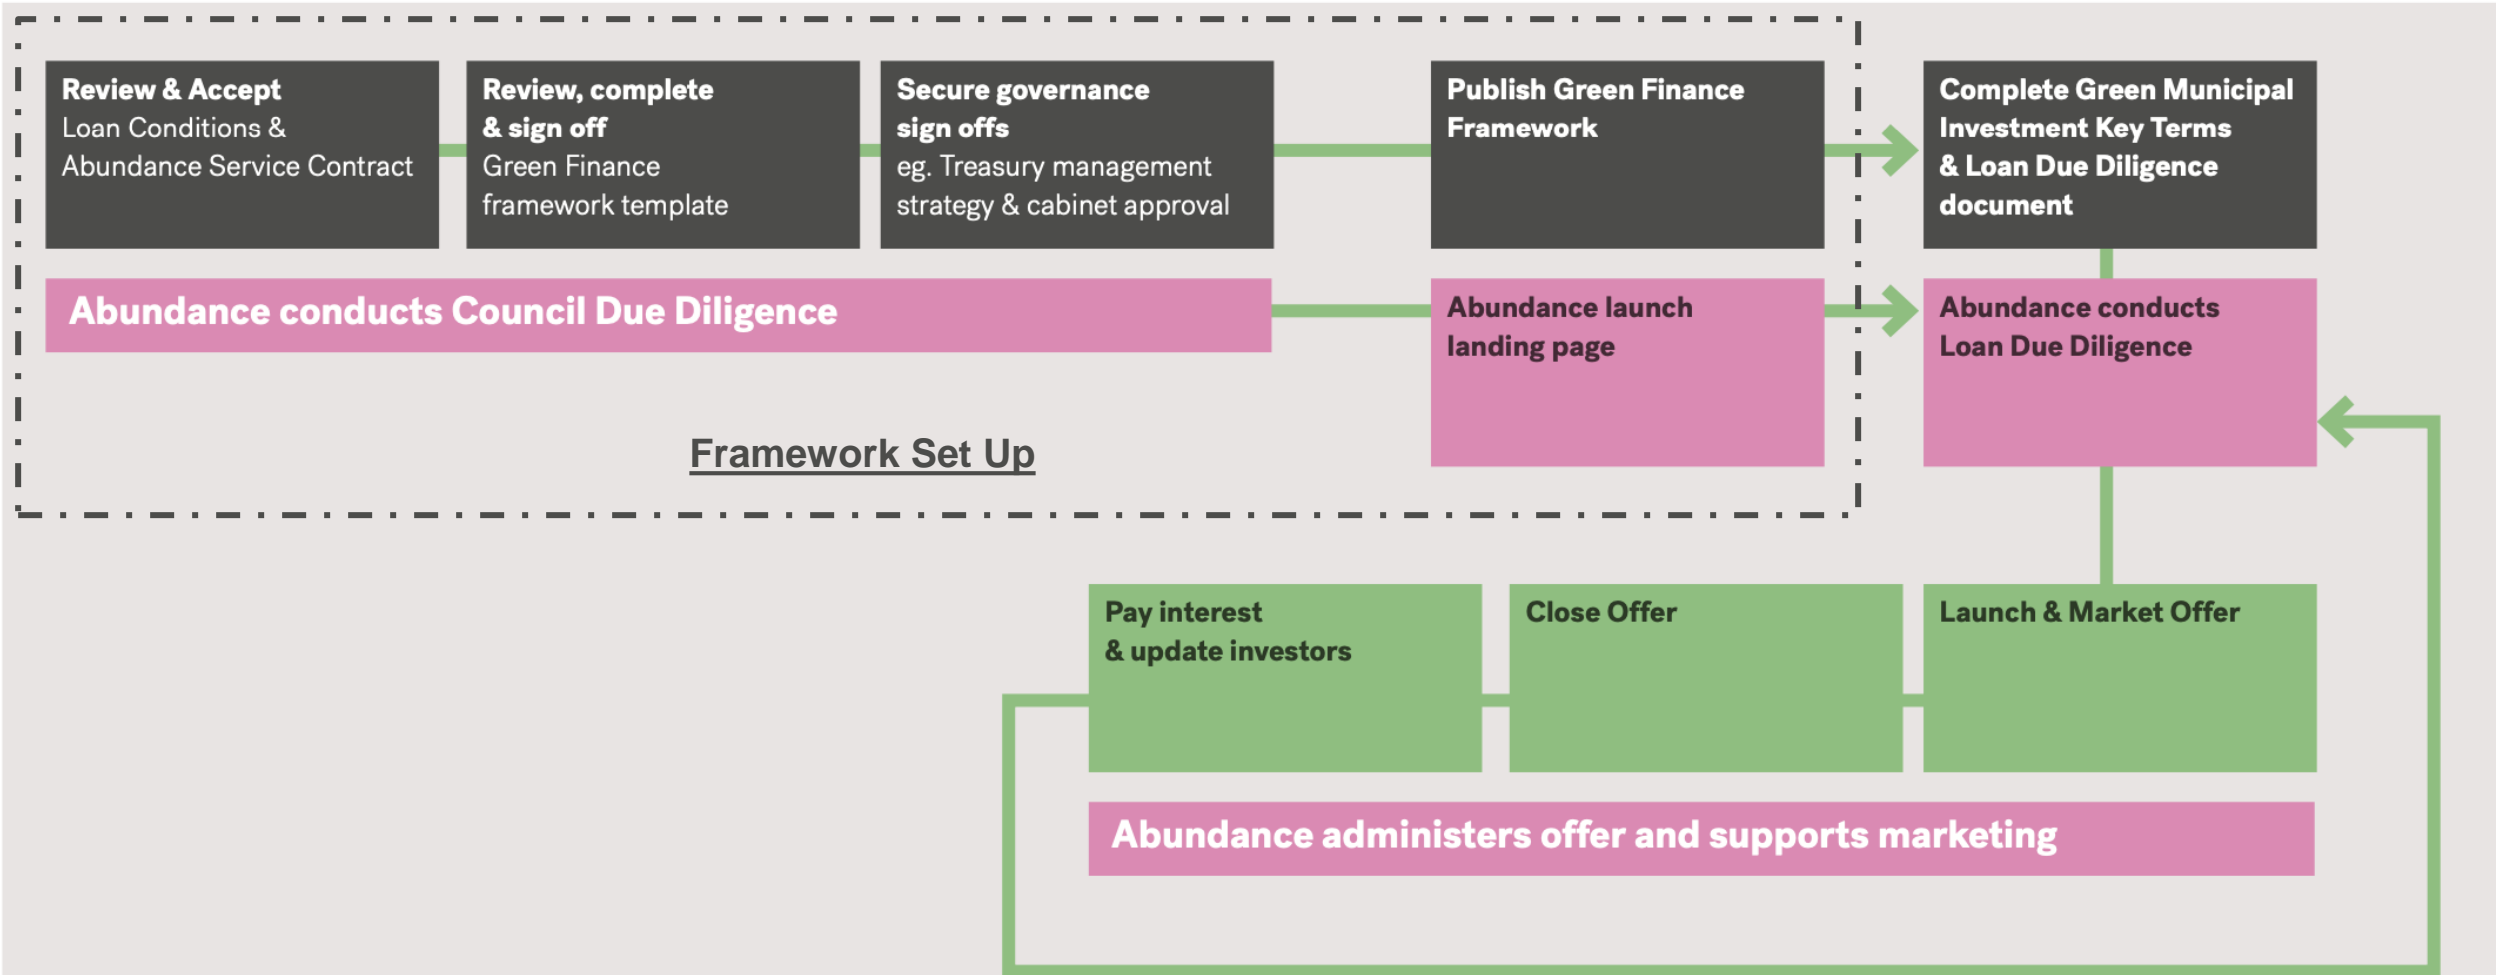 Review & Accept
Loan Conditions &
Abundance Service Contract
Review, complete
& sign off
Green Finance
framework template
Secure governance
sign offs
eg. Treasury management
strategy & cabinet approval
Publish Green Finance
Framework
Complete Green Municipal
Investment Key Terms
& Loan Due Diligence
document
Abundance conducts Council Due Diligence
Abundance launch
landing page
Abundance conducts
Loan Due Diligence
Framework Set Up
Pay interest
& update investors
Close Offer
Launch & Market Offer
Abundance administers offer and supports marketing